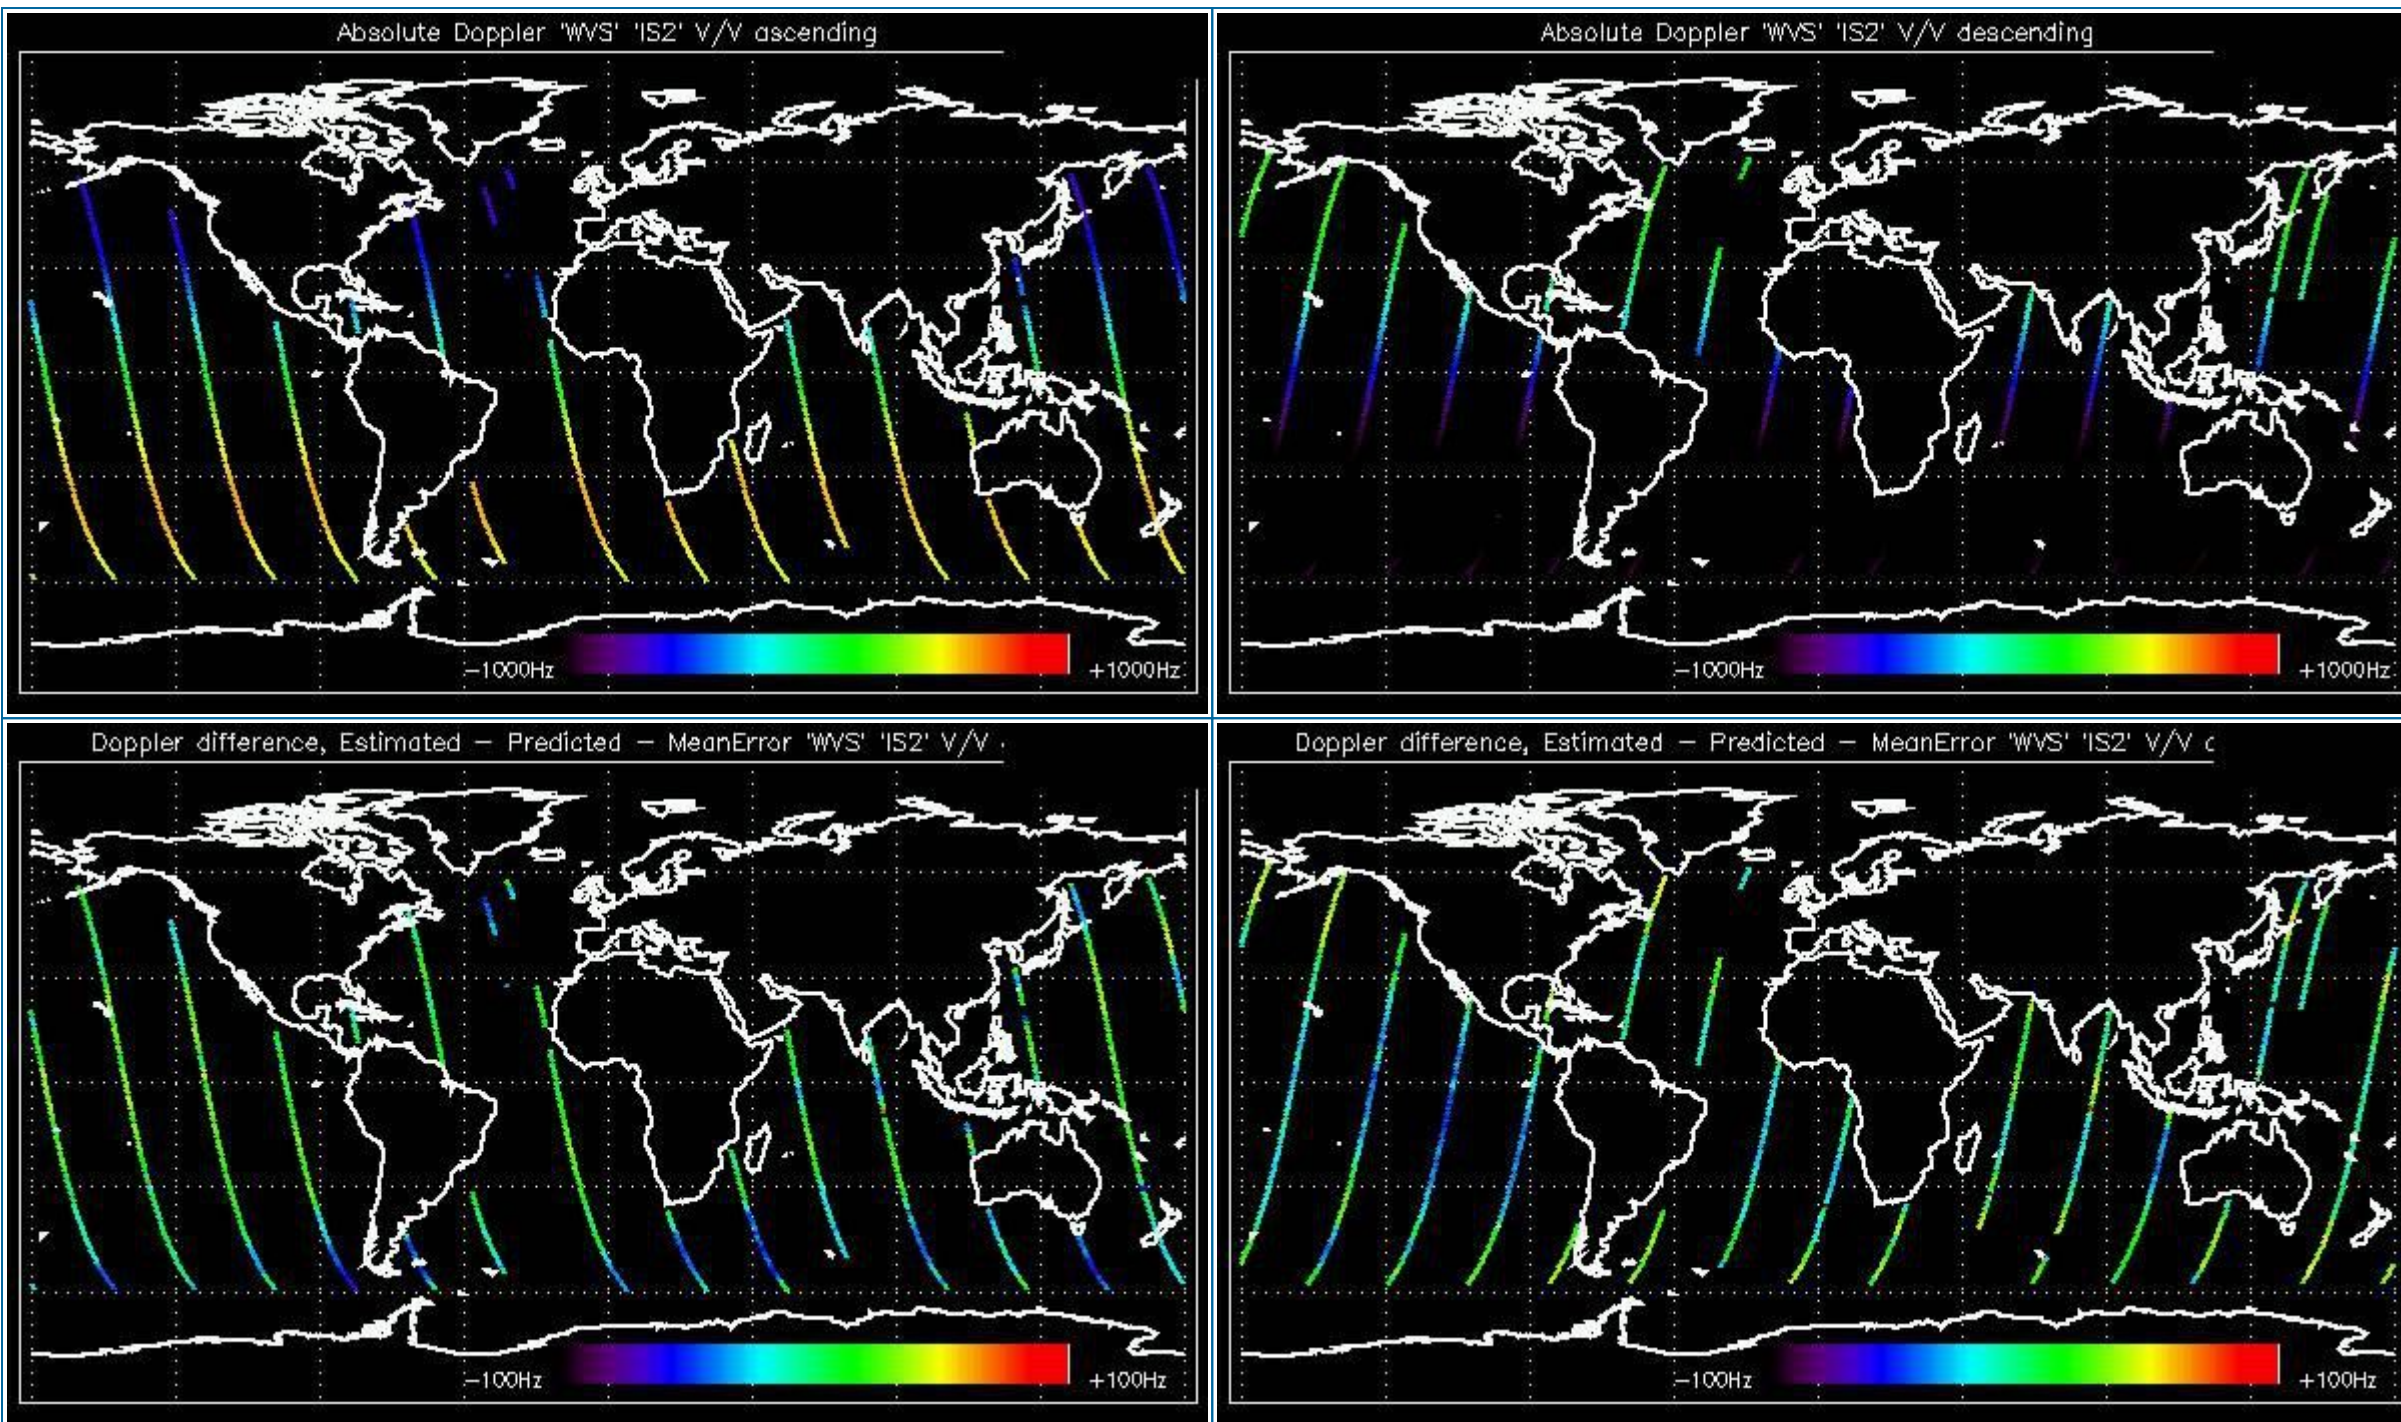 Absolute Doppler 'WVS' 'IS2' V/V ascending
-1000Hz +1000Hz
Absolute Doppler 'WVS' 'IS2' V/V descending
-1000Hz +1000Hz
Doppler difference, Estimated - Predicted - MeanError 'WVS' 'IS2' V/V
-100Hz +100Hz
Doppler difference, Estimated - Predicted - MeanError 'WVS' 'IS2' V/V
-100Hz +100Hz